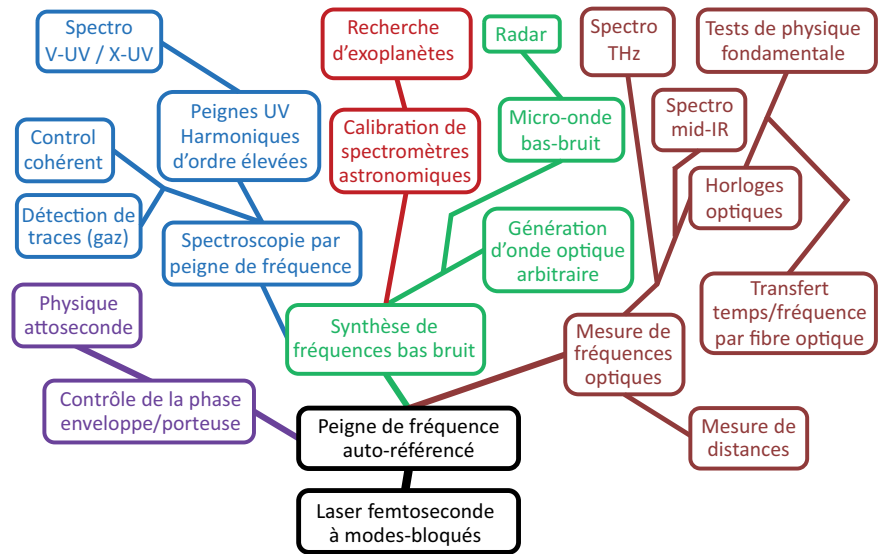 Spectro
V-UV / X-UV
Recherche
d'exoplanètes
Radar
Spectro
THz
Tests de physique
fondamentale
Peignes UV
Harmoniques
d'ordre élevées
Control
cohérent
Calibration de
spectromètres
astronomiques
Micro-onde
bas-bruit
Spectro
mid-IR
Horloges
optiques
Détection de
traces (gaz)
Spectroscopie par
peigne de fréquence
Génération
d'onde optique
arbitraire
Physique
attoseconde
Synthèse de
fréquences bas bruit
Mesure de
fréquences
optiques
Transfert
temps/fréquence
par fibre optique
Contrôle de la phase
enveloppe/porteuse
Peigne de fréquence
auto-référencé
Mesure de
distances
Laser femtoseconde
à modes-bloqués